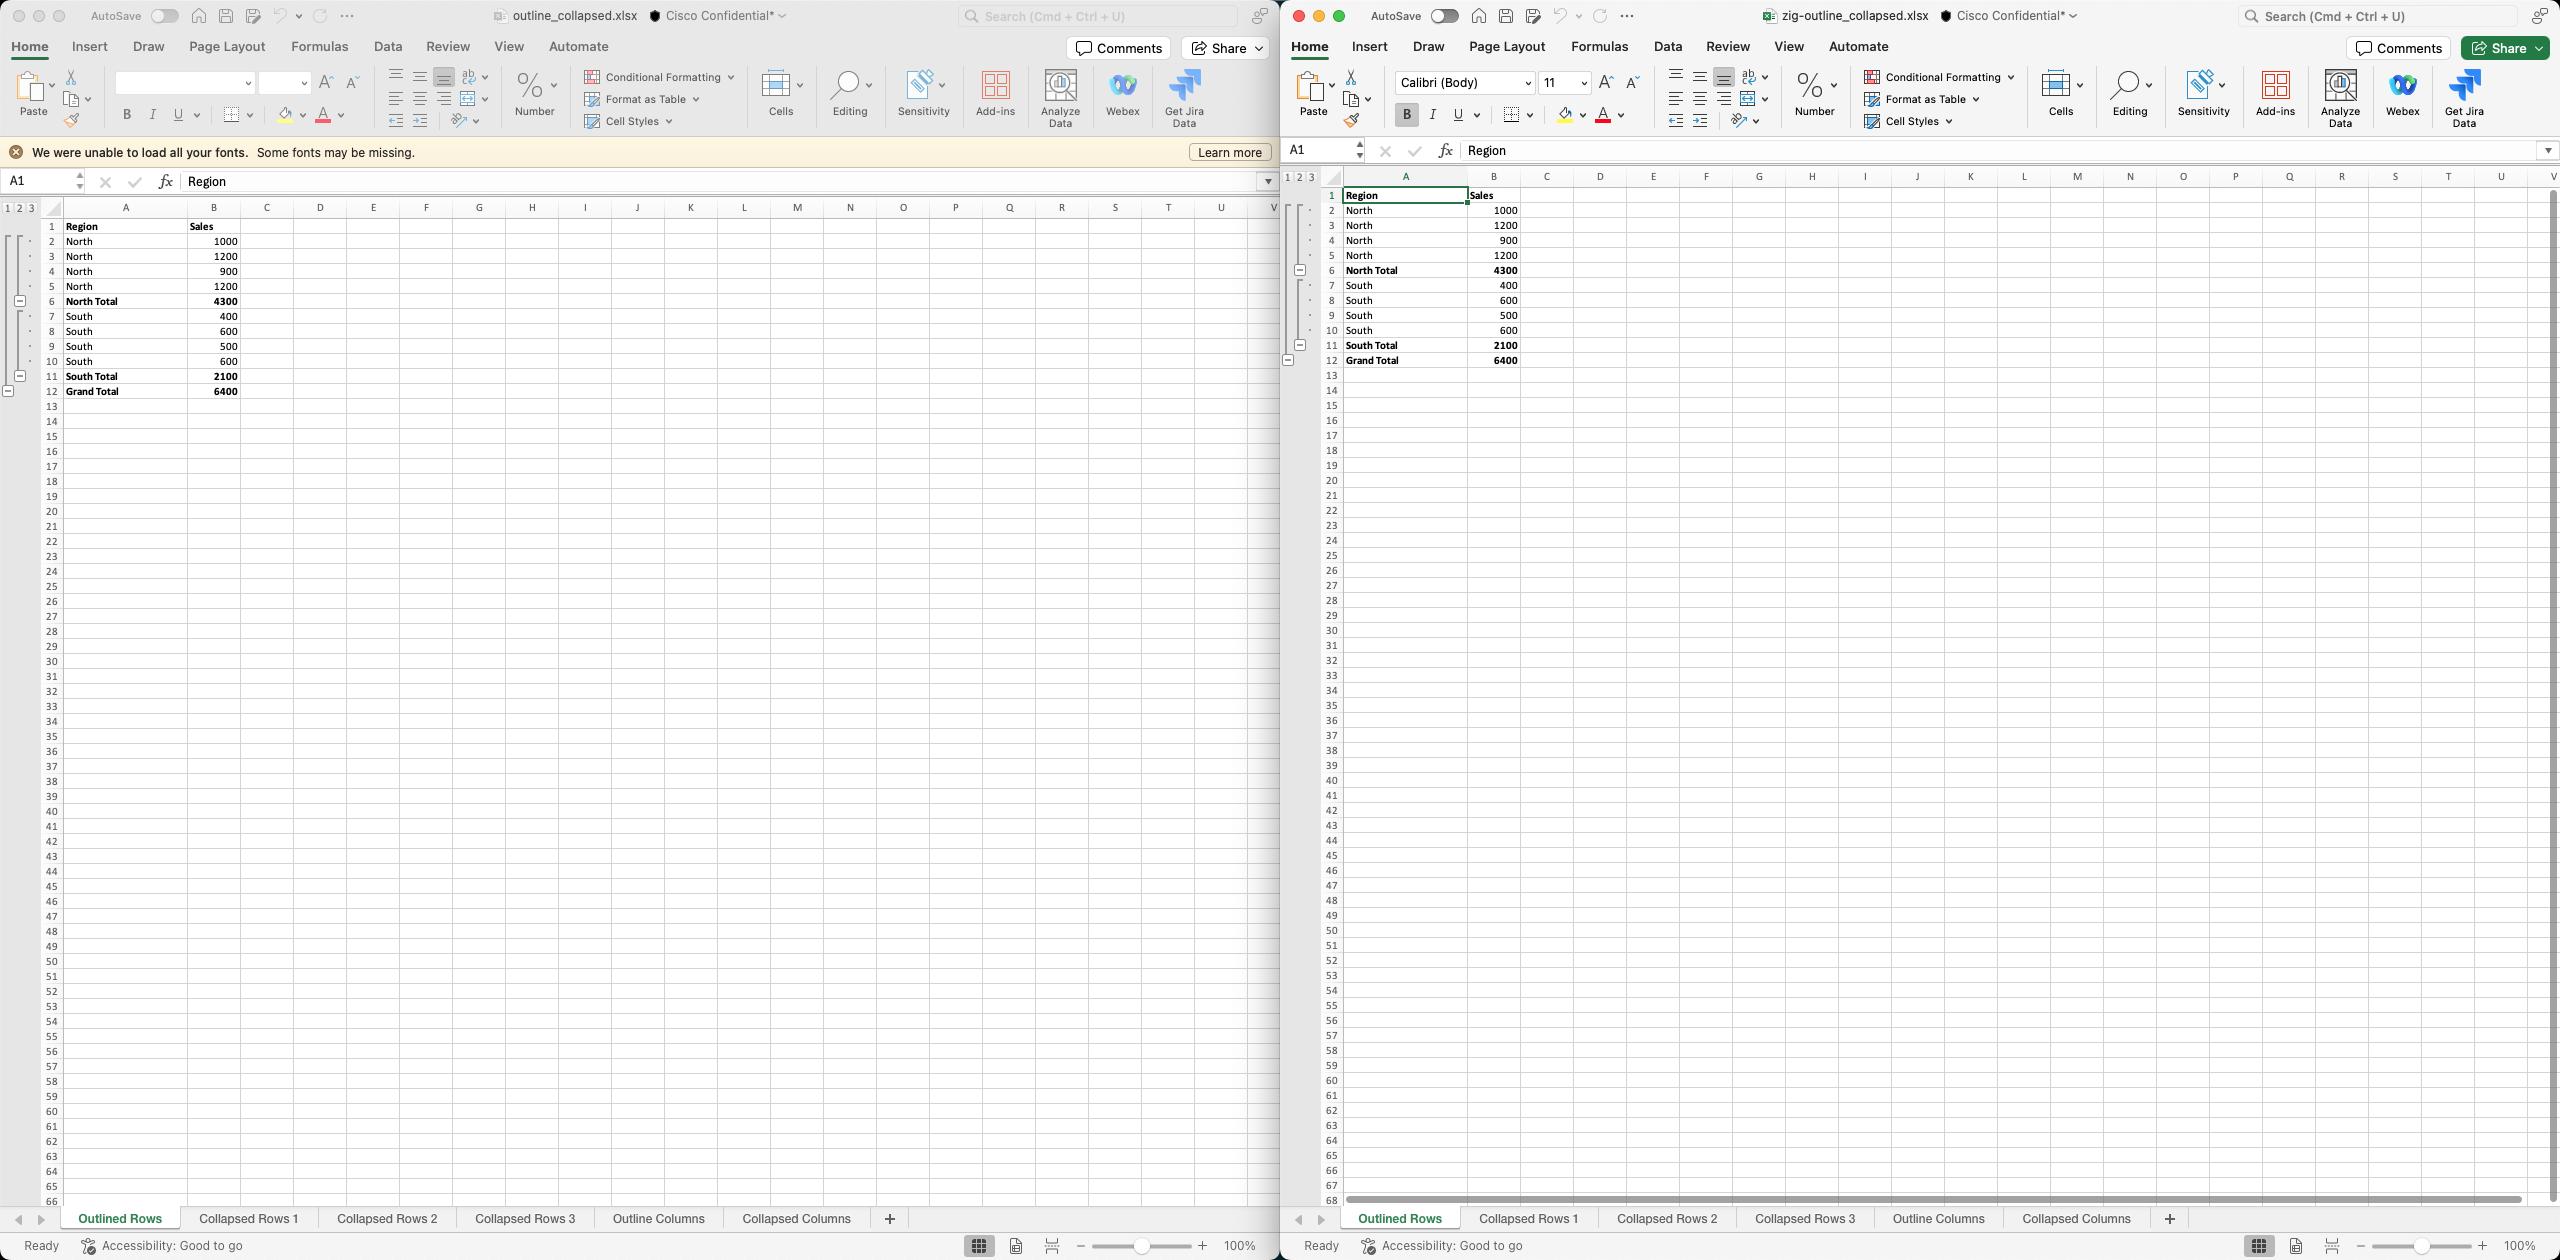 AutoSave
outline_collapsed.xlsx
Cisco Confidential*
Search (Cmd + Ctrl + U)
Home Insert Draw Page Layout Formulas Data Review View Automate
Comments Share
Paste
B I U A
Number
Conditional Formatting
Format as Table
Cell Styles
Cells
Editing
Sensitivity
Add-ins
Analyze Data
Webex
Get Jira Data
We were unable to load all your fonts. Some fonts may be missing.
Learn more
A1 fx Region
1 2 3
A B C D E F G H I J K L M N O P Q R S T U V
1 Region Sales
2 North 1000
3 North 1200
4 North 900
5 North 1200
6 North Total 4300
7 South 400
8 South 600
9 South 500
10 South 600
11 South Total 2100
12 Grand Total 6400
13
14
15
16
17
18
19
20
21
22
23
24
25
26
27
28
29
30
31
32
33
34
35
36
37
38
39
40
41
42
43
44
45
46
47
48
49
50
51
52
53
54
55
56
57
58
59
60
61
62
63
64
65
66
Outlined Rows Collapsed Rows 1 Collapsed Rows 2 Collapsed Rows 3 Outline Columns Collapsed Columns +
Ready Accessibility: Good to go 100%
AutoSave
zig-outline_collapsed.xlsx
Cisco Confidential*
Search (Cmd + Ctrl + U)
Home Insert Draw Page Layout Formulas Data Review View Automate
Comments Share
Paste
Calibri (Body) 11
B I U A
Number
Conditional Formatting
Format as Table
Cell Styles
Cells
Editing
Sensitivity
Add-ins
Analyze Data
Webex
Get Jira Data
A1 fx Region
1 2 3
A B C D E F G H I J K L M N O P Q R S T U V
1 Region Sales
2 North 1000
3 North 1200
4 North 900
5 North 1200
6 North Total 4300
7 South 400
8 South 600
9 South 500
10 South 600
11 South Total 2100
12 Grand Total 6400
13
14
15
16
17
18
19
20
21
22
23
24
25
26
27
28
29
30
31
32
33
34
35
36
37
38
39
40
41
42
43
44
45
46
47
48
49
50
51
52
53
54
55
56
57
58
59
60
61
62
63
64
65
66
67
68
Outlined Rows Collapsed Rows 1 Collapsed Rows 2 Collapsed Rows 3 Outline Columns Collapsed Columns +
Ready Accessibility: Good to go 100%